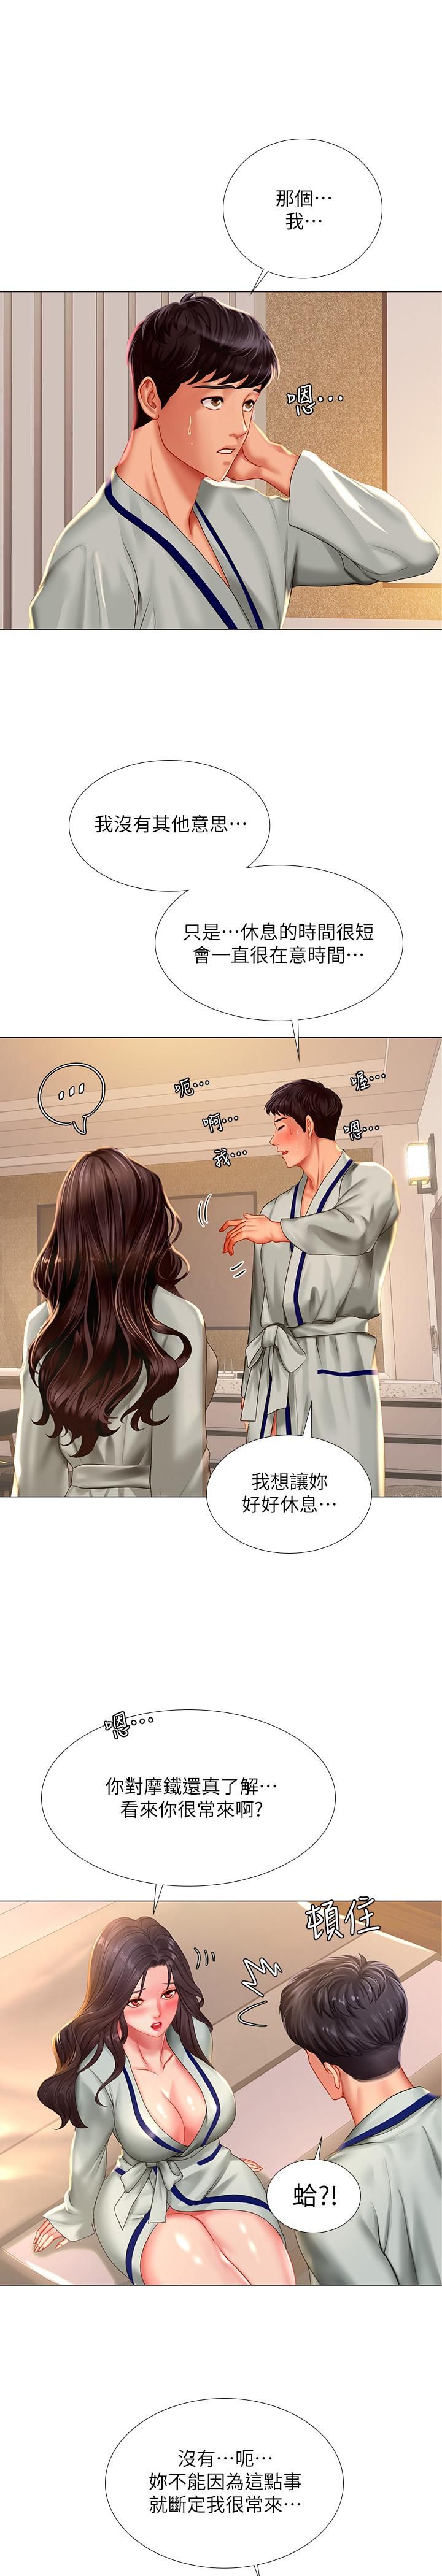 那個…
我…
嗯…
我沒有其他意思…
只是…休息的時間很短
會一直很在意時間…
…
呃…
喔…
啊…
嗯…
我…
我想讓妳
好好休息…
嗯…
你對摩鐵還真了解…
看來你很常來啊?
頓住
蛤?!
沒有…呃…
妳不能因為這點事
就斷定我很常來…